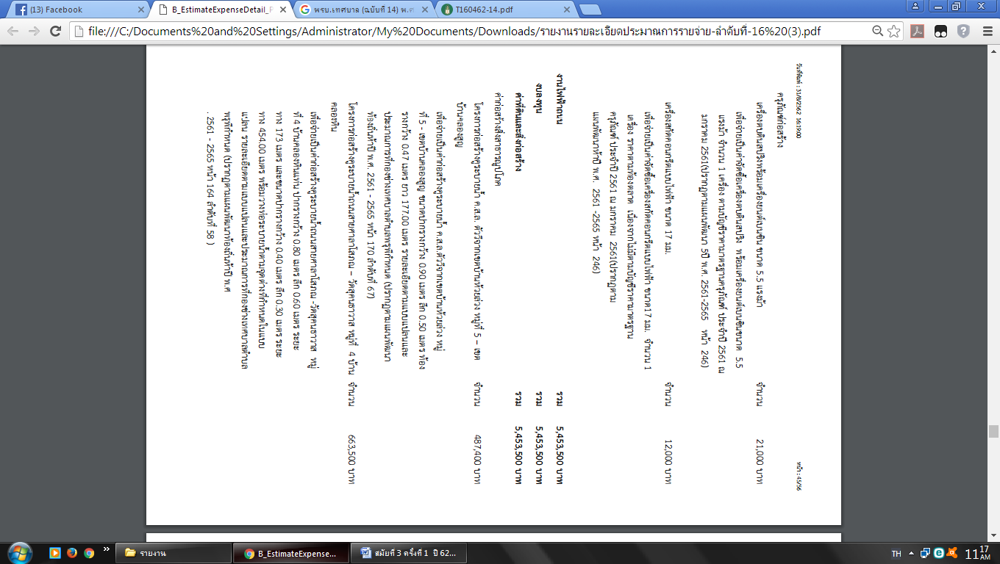 (13) Facebook
B_EstimateExpenseDetail_P
พรบ.เทศบาล (ฉบับที่ 14) พ.ศ
T160462-14.pdf
file:///C:/Documents%20and%20Settings/Administrator/My%20Documents/Downloads/รายงานรายละเอียดประมาณการรายจ่าย-ลำดับที่-16%20(3).pdf
วันที่พิมพ์ : 31/8/2562 16:19:00
หน้า : 45/56
ครุภัณฑ์ก่อสร้าง
เครื่องตบดินสปริงพร้อมเครื่องยนต์เบนซิน ขนาด 5.5 แรงม้า จำนวน 21,000 บาท
เพื่อจ่ายเป็นค่าจัดซื้อเครื่องตบดินสปริง พร้อมเครื่องยนต์เบนซินขนาด 5.5
แรงม้า จำนวน 1 เครื่อง ตามบัญชีราคามาตรฐานครุภัณฑ์ ประจำปี 2561 ณ
มกราคม 2561(ปรากฏตามแผนพัฒนา 5ปี พ.ศ. 2561-2565 หน้า 246)
เครื่องสกัดคอนกรีตแบบไฟฟ้า ขนาด 17 มม. จำนวน 12,000 บาท
เพื่อจ่ายเป็นค่าจัดซื้อเครื่องสกัดคอนกรีตแบบไฟฟ้า ขนาด17 มม. จำนวน 1
เครื่อง ราคาตามท้องตลาด เนื่องจากไม่มีตามบัญชีราคามาตรฐาน
ครุภัณฑ์ ประจำปี 2561 ณ มกราคม 2561(ปรากฏตาม
แผนพัฒนาห้าปี พ.ศ. 2561 -2565 หน้า 246)
งานไฟฟ้าถนน รวม 5,453,500 บาท
งบลงทุน รวม 5,453,500 บาท
ค่าที่ดินและสิ่งก่อสร้าง รวม 5,453,500 บาท
ค่าก่อสร้างสิ่งสาธารณูปโภค
โครงการก่อสร้างคูระบายน้ำ ค.ส.ล. ตัววีจากเขตบ้านห้วยล่วง หมู่ที่ 5 – เขต จำนวน 487,400 บาท
บ้านคลองสูญ
เพื่อจ่ายเป็นค่าก่อสร้างคูระบายน้ำ ค.ส.ล.ตัววีจากเขตบ้านห้วยล่วง หมู่
ที่ 5 - เขตบ้านคลองสูญ ขนาดปากรางกว้าง 0.90 เมตร ลึก 0.50 เมตร ท้อง
รางกว้าง 0.47 เมตร ยาว 177.00 เมตร รายละเอียดตามแบบแปลนและ
ประมาณการที่กองช่างเทศบาลตำบลพรุพีกำหนด (ปรากฏตามแผนพัฒนา
ท้องถิ่นห้าปี พ.ศ. 2561 - 2565 หน้า 170 ลำดับที่ 67)
โครงการก่อสร้างคูระบายน้ำถนนสายศาลาโสภณ – วัดสุคนธาวาส หมู่ที่ 4 บ้าน จำนวน 663,500 บาท
คลองหิน
เพื่อจ่ายเป็นค่าก่อสร้างคูระบายน้ำถนนสายศาลาโสภณ -วัดสุคนธาวาส หมู่
ที่ 4 บ้านคลองหินแท่น ปากรางกว้าง 0.80 เมตร ลึก 0.60 เมตร ระยะ
ทาง 173 เมตร และขนาดปากรางกว้าง 0.40 เมตร ลึก 0.30 เมตร ระยะ
ทาง 454.00 เมตร พร้อมวางท่อระบายน้ำตามจุดต่างที่กำหนดในแบบ
แปลน รายละเอียดตามแบบแปลนและประมาณการที่กองช่างเทศบาลตำบล
พรุพีกำหนด (ปรากฏตามแผนพัฒนาท้องถิ่นห้าปี พ.ศ
. 2561 - 2565 หน้า 164 ลำดับที่ 58 )
รายงาน
B_EstimateExpense...
สมัยที่ 3 ครั้งที่ 1 ปี 62...
TH
11 17 AM